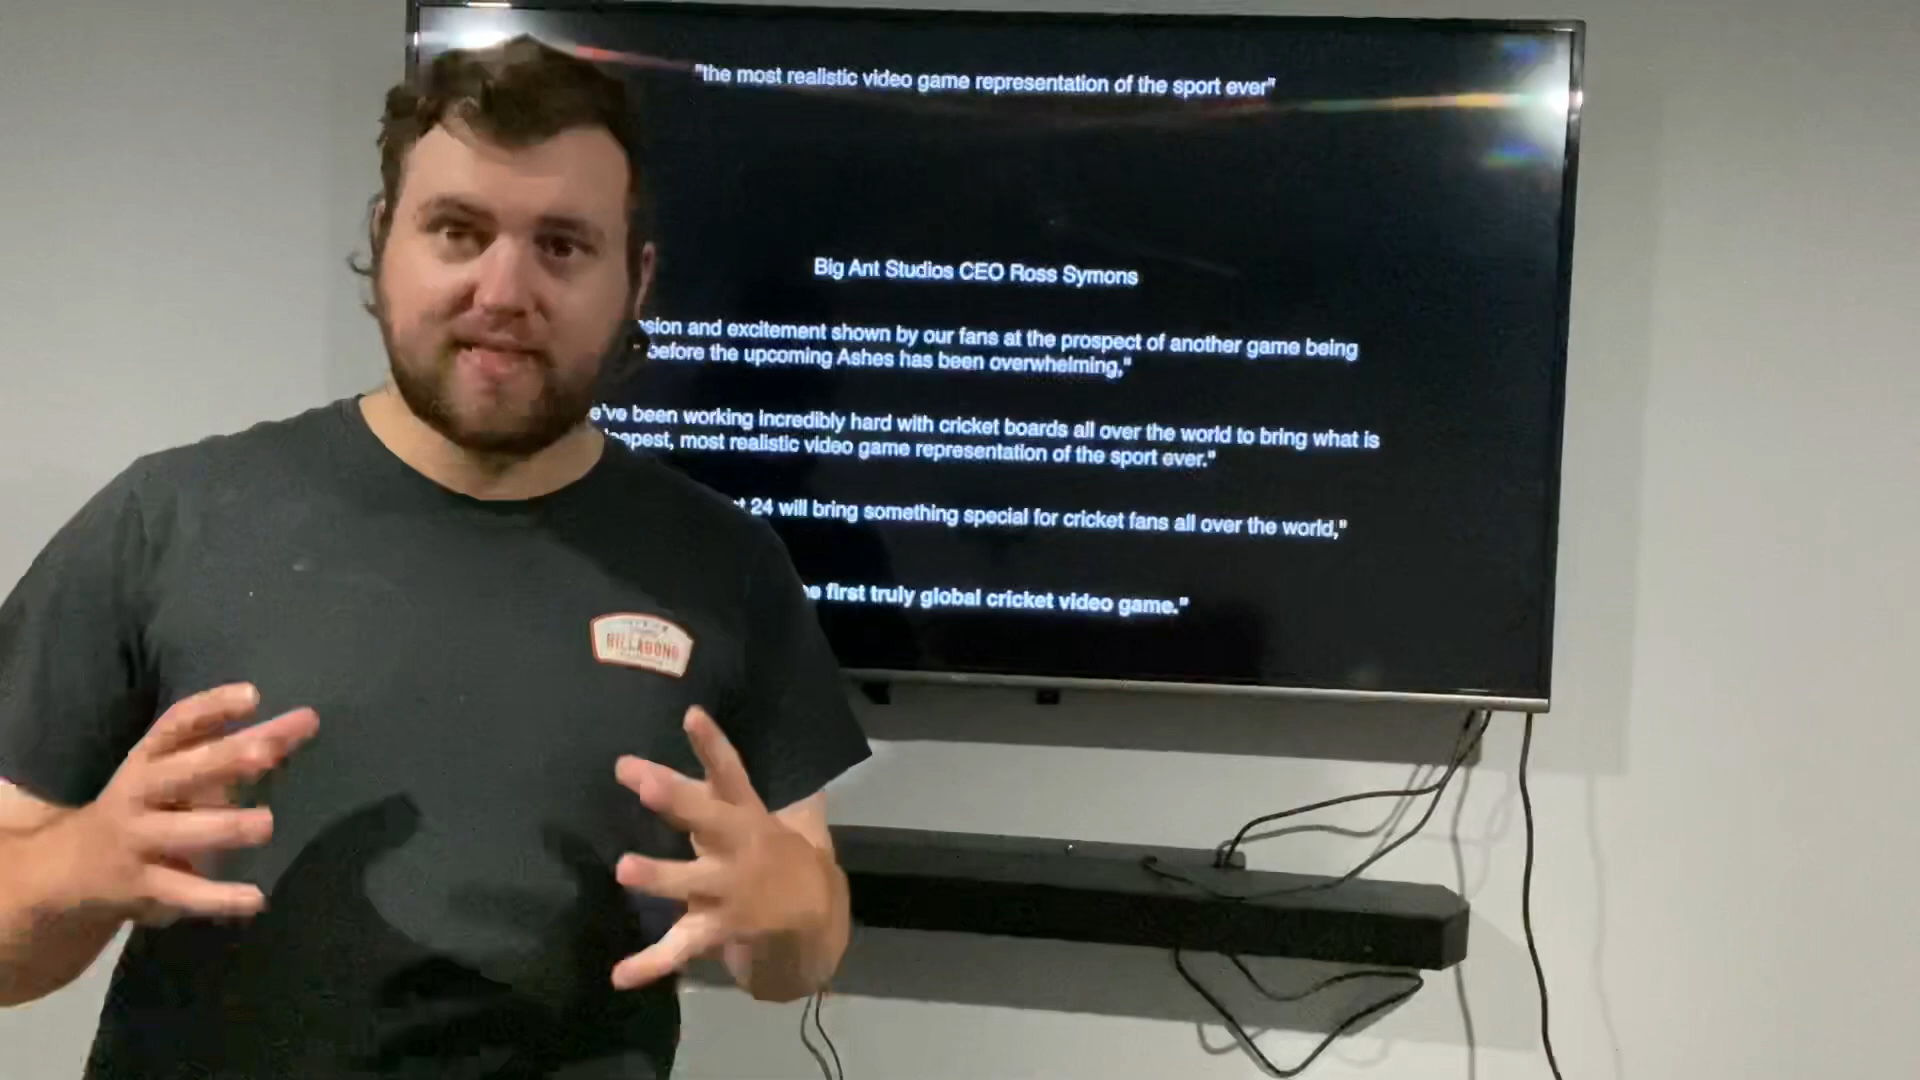 "the most realistic video game representation of the sport ever"
Big Ant Studios CEO Ross Symons
and excitement shown by our fans at the prospect of another game being
before the upcoming Ashes has been overwhelming,"
been working incredibly hard with cricket boards all over the world to bring what is
most realistic video game representation of the sport ever."
24 will bring something special for cricket fans all over the world,"
first truly global cricket video game."
BILLABONG